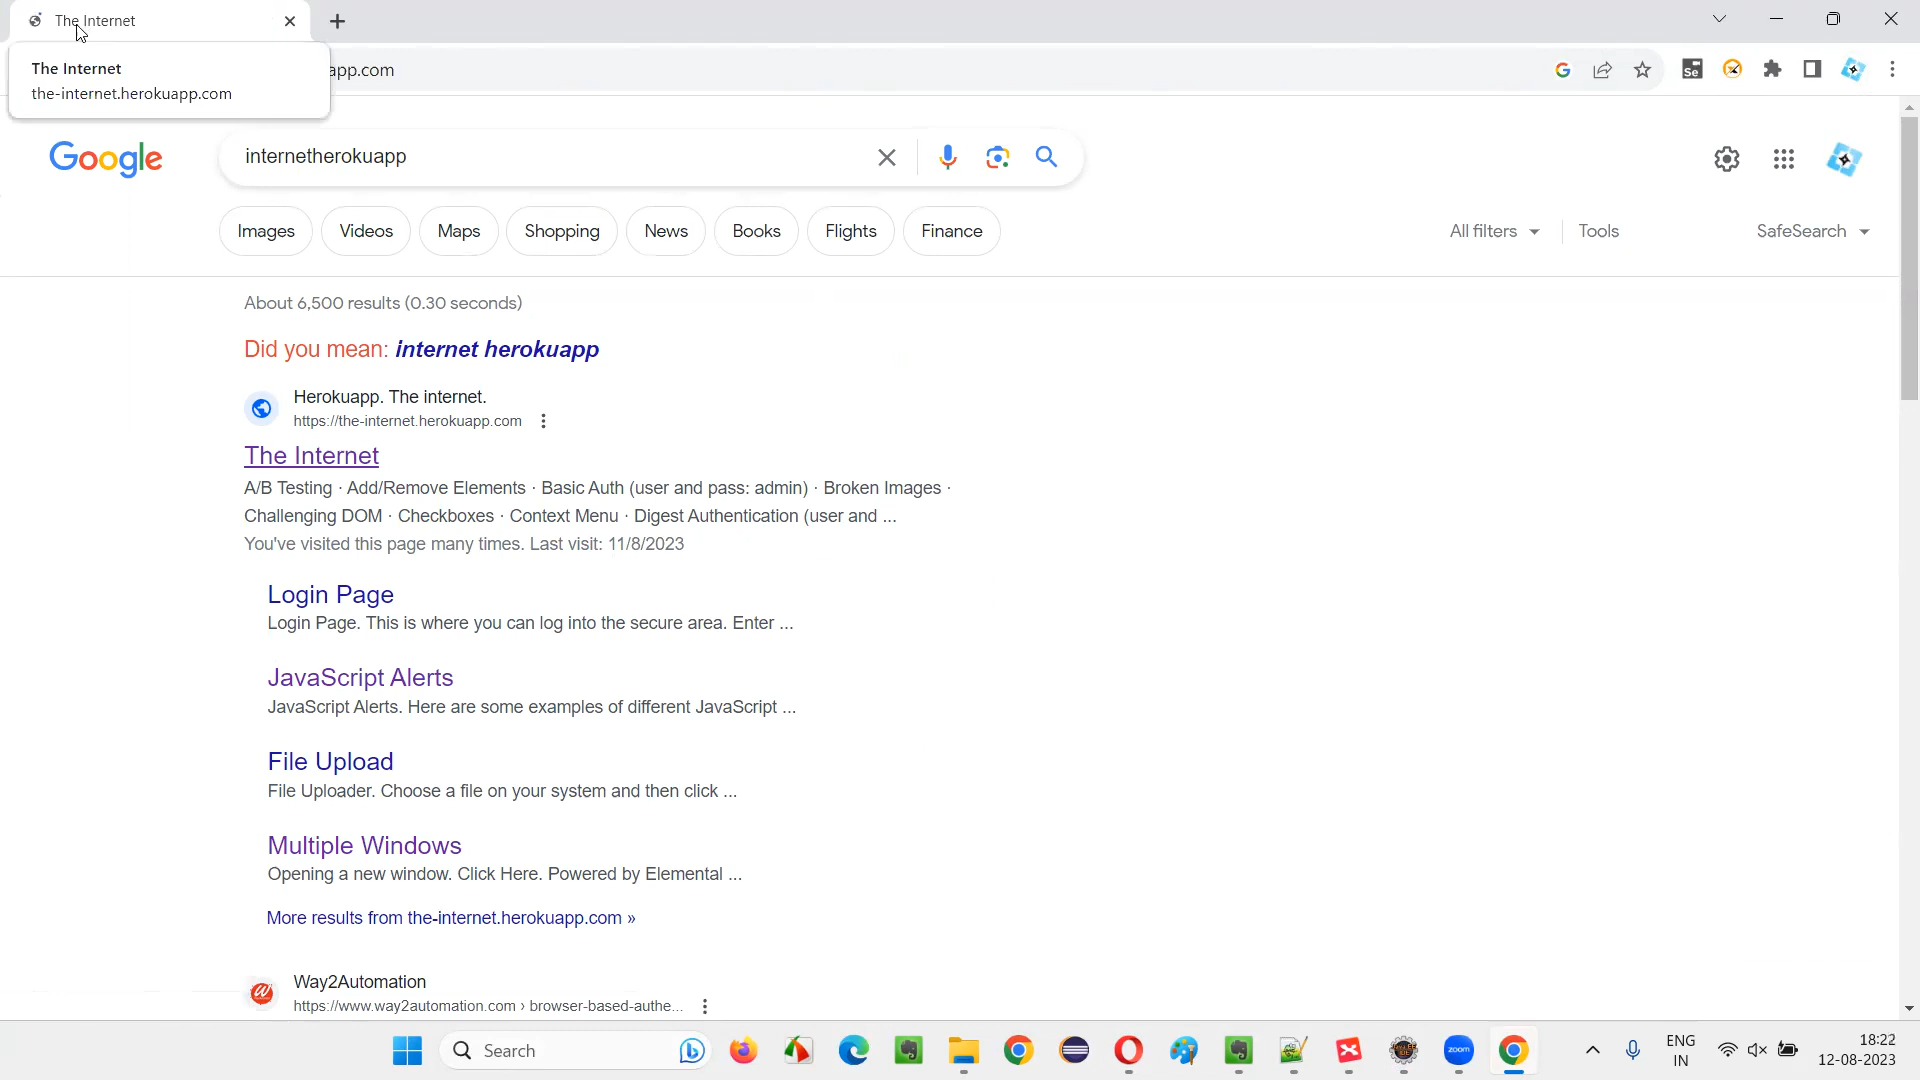 The Internet
The Internet
the-internet.herokuapp.com
app.com
Google
internetherokuapp
Images
Videos
Maps
Shopping
News
Books
Flights
Finance
All filters
Tools
SafeSearch
About 6,500 results (0.30 seconds)
Did you mean: internet herokuapp
Herokuapp. The internet.
https://the-internet.herokuapp.com
The Internet
A/B Testing · Add/Remove Elements · Basic Auth (user and pass: admin) · Broken Images ·
Challenging DOM · Checkboxes · Context Menu · Digest Authentication (user and ...
You've visited this page many times. Last visit: 11/8/2023
Login Page
Login Page. This is where you can log into the secure area. Enter ...
JavaScript Alerts
JavaScript Alerts. Here are some examples of different JavaScript ...
File Upload
File Uploader. Choose a file on your system and then click ...
Multiple Windows
Opening a new window. Click Here. Powered by Elemental ...
More results from the-internet.herokuapp.com »
Way2Automation
https://www.way2automation.com › browser-based-authe...
Search
zoom
ENG
IN
18:22
12-08-2023